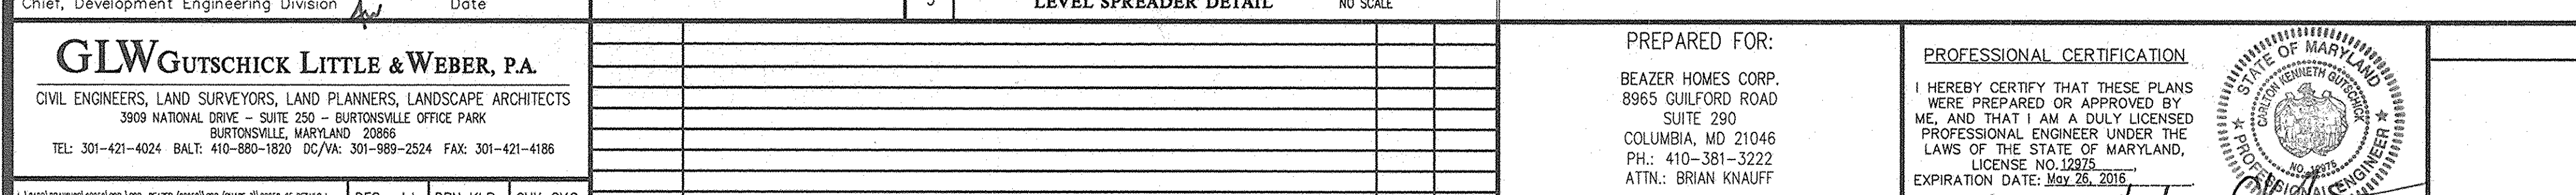 Chief, Development Engineering Division Date
5 LEVEL SPREADER DETAIL NO SCALE
GLW GUTSCHICK LITTLE & WEBER, P.A.
CIVIL ENGINEERS, LAND SURVEYORS, LAND PLANNERS, LANDSCAPE ARCHITECTS
3909 NATIONAL DRIVE – SUITE 250 – BURTONSVILLE OFFICE PARK
BURTONSVILLE, MARYLAND 20866
TEL: 301-421-4024 BALT: 410-880-1820 DC/VA: 301-989-2524 FAX: 301-421-4186
PREPARED FOR:
BEAZER HOMES CORP.
8965 GUILFORD ROAD
SUITE 290
COLUMBIA, MD 21046
PH.: 410-381-3222
ATTN.: BRIAN KNAUFF
PROFESSIONAL CERTIFICATION
I HEREBY CERTIFY THAT THESE PLANS
WERE PREPARED OR APPROVED BY
ME, AND THAT I AM A DULY LICENSED
PROFESSIONAL ENGINEER UNDER THE
LAWS OF THE STATE OF MARYLAND,
LICENSE NO. 12975,
EXPIRATION DATE: May 26, 2016.
STATE OF MARYLAND
CARLTON KENNETH GUTSCHICK
NO. 12975
PROFESSIONAL ENGINEER